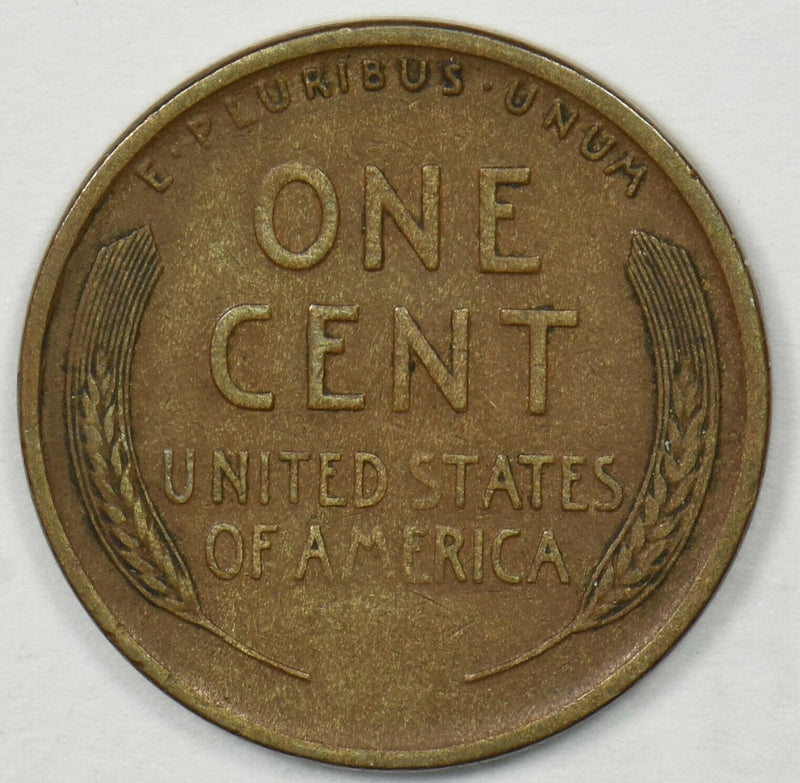 E·PLURIBUS·UNUM
ONE
CENT
UNITED STATES
OF AMERICA